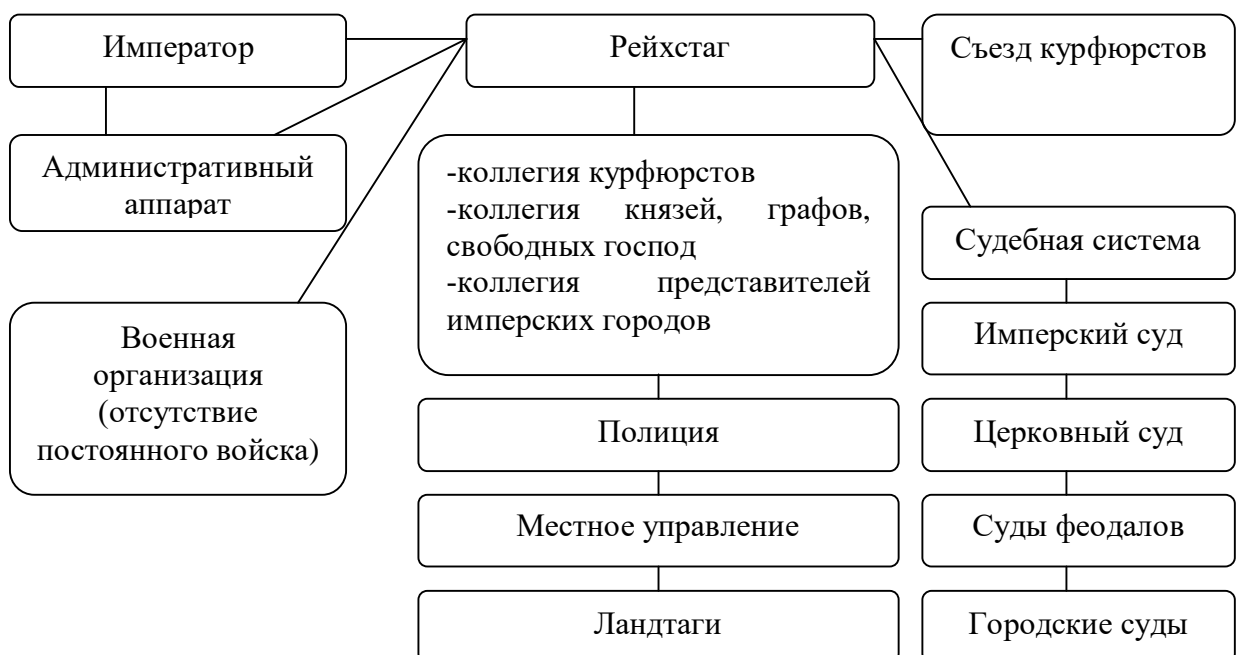 Император
Рейхстаг
Съезд курфюрстов
Административный
аппарат
-коллегия курфюрстов
-коллегия князей, графов,
свободных господ
-коллегия представителей
имперских городов
Судебная система
Военная
организация
(отсутствие
постоянного войска)
Имперский суд
Полиция
Церковный суд
Местное управление
Суды феодалов
Ландтаги
Городские суды